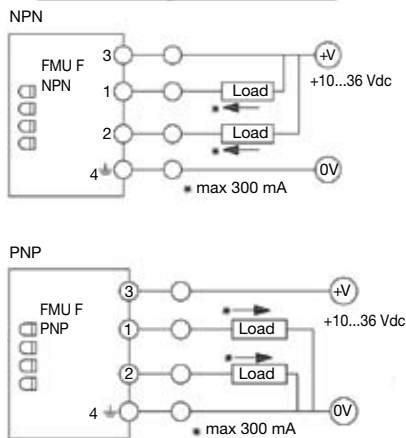 NPN
FMU F
NPN
3
+V
+10...36 Vdc
1
Load
2
Load
4
0V
max 300 mA
PNP
FMU F
PNP
3
+V
+10...36 Vdc
1
Load
2
Load
4
0V
max 300 mA